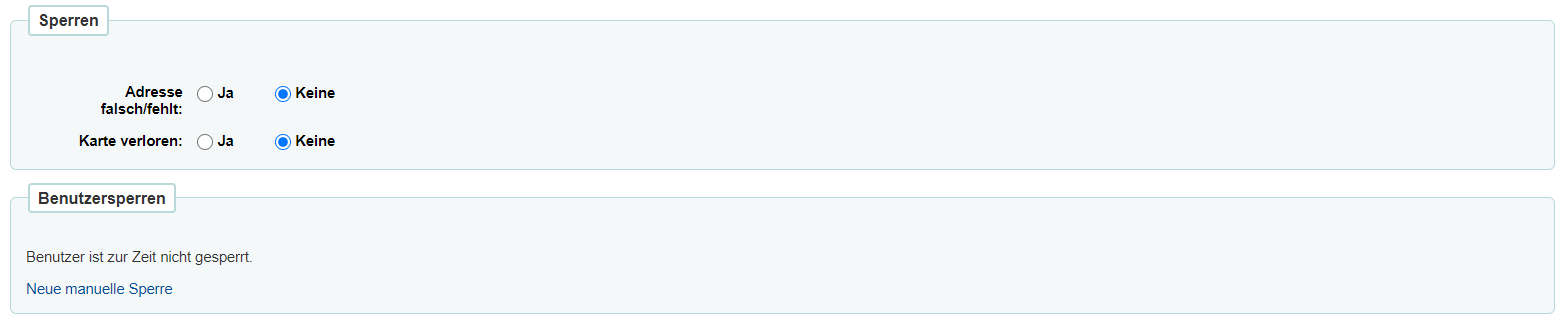 Sperren
Adresse
falsch/fehlt: Ja Keine
Karte verloren: Ja Keine
Benutzersperren
Benutzer ist zur Zeit nicht gesperrt.
Neue manuelle Sperre